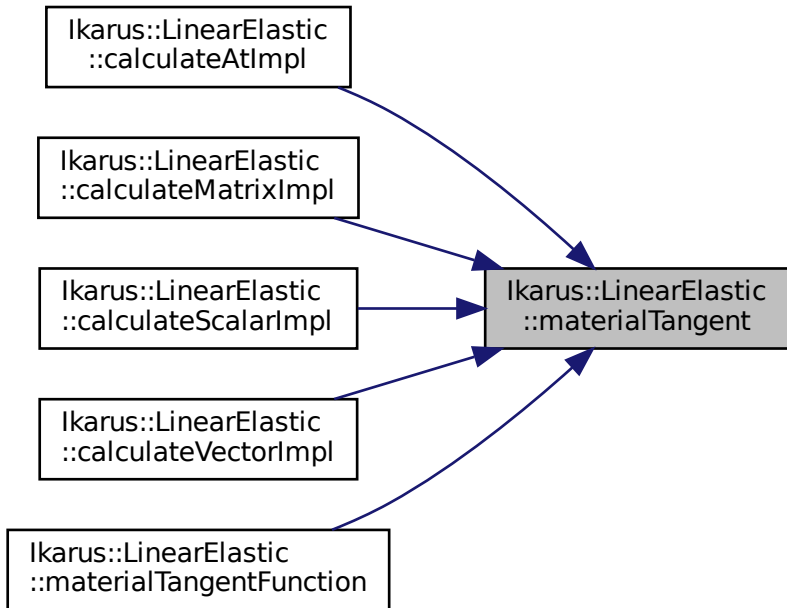 Ikarus::LinearElastic
::calculateAtImpl
Ikarus::LinearElastic
::calculateMatrixImpl
Ikarus::LinearElastic
::calculateScalarImpl
Ikarus::LinearElastic
::calculateVectorImpl
Ikarus::LinearElastic
::materialTangentFunction
Ikarus::LinearElastic
::materialTangent